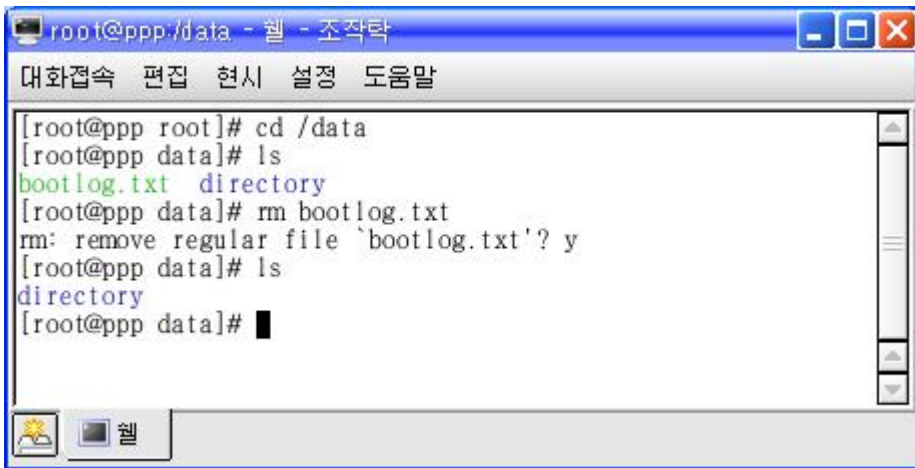 root@ppp:/data - 웰 - 조작탁
대화접속 편집 현시 설정 도움말
[root@ppp root]# cd /data
[root@ppp data]# ls
bootlog.txt directory
[root@ppp data]# rm bootlog.txt
rm: remove regular file `bootlog.txt'? y
[root@ppp data]# ls
directory
[root@ppp data]#
웰